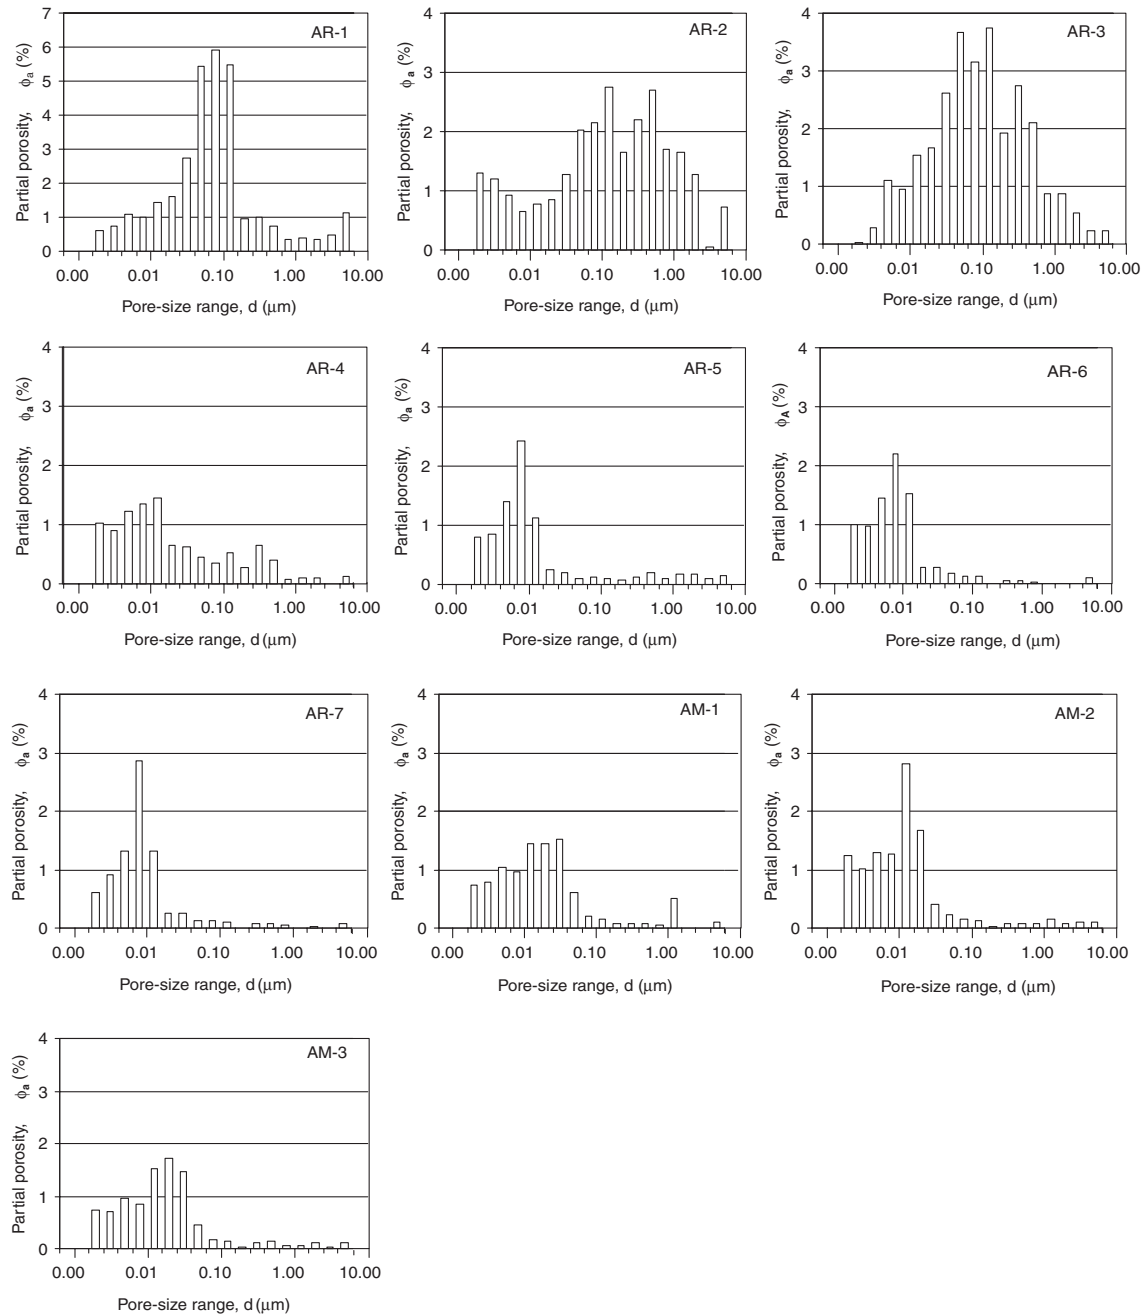 7
6
5
4
3
2
1
0
Partial porosity, ϕa (%)
AR-1
0.00 0.01 0.10 1.00 10.00
Pore-size range, d (μm)
4
3
2
1
0
Partial porosity, ϕa (%)
AR-2
0.00 0.01 0.10 1.00 10.00
Pore-size range, d (μm)
4
3
2
1
0
Partial porosity, ϕa (%)
AR-3
0.00 0.01 0.10 1.00 10.00
Pore-size range, d (μm)
4
3
2
1
0
Partial porosity, ϕa (%)
AR-4
0.00 0.01 0.10 1.00 10.00
Pore-size range, d (μm)
4
3
2
1
0
Partial porosity, ϕa (%)
AR-5
0.00 0.01 0.10 1.00 10.00
Pore-size range, d (μm)
4
3
2
1
0
Partial porosity, ϕA (%)
AR-6
0.00 0.01 0.10 1.00 10.00
Pore-size range, d (μm)
4
3
2
1
0
Partial porosity, ϕa (%)
AR-7
0.00 0.01 0.10 1.00 10.00
Pore-size range, d (μm)
4
3
2
1
0
Partial porosity, ϕa (%)
AM-1
0.00 0.01 0.10 1.00 10.00
Pore-size range, d (μm)
4
3
2
1
0
Partial porosity, ϕa (%)
AM-2
0.00 0.01 0.10 1.00 10.00
Pore-size range, d (μm)
4
3
2
1
0
Partial porosity, ϕa (%)
AM-3
0.00 0.01 0.10 1.00 10.00
Pore-size range, d (μm)